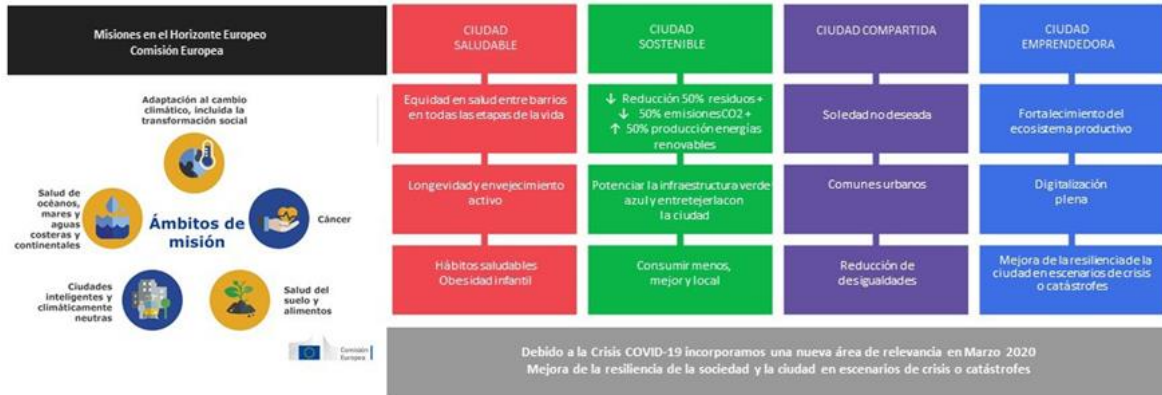 Misiones en el Horizonte Europeo
Comisión Europea
Adaptación al cambio
climático, incluida la
transformación social
Salud de
océanos,
mares y
aguas
costeras y
continentales
Ámbitos de
misión
Cáncer
Ciudades
inteligentes y
climáticamente
neutras
Salud del
suelo y
alimentos
Comisión
Europea
CIUDAD
SALUDABLE
Equidad en salud entre barrios
en todas las etapas de la vida
Longevidad y envejecimiento
activo
Hábitos saludables
Obesidad infantil
CIUDAD
SOSTENIBLE
↓ Reducción 50% residuos +
↓ 50% emisionesCO2 +
↑ 50% producción energías
renovables
Potenciar la infraestructura verde
azul y entretejerla con
la ciudad
Consumir menos,
mejor y local
CIUDAD COMPARTIDA
Soledad no deseada
Comunes urbanos
Reducción de
desigualdades
CIUDAD
EMPRENDEDORA
Fortalecimiento del
ecosistema productivo
Digitalización
plena
Mejora de la resiliencia de la
ciudad en escenarios de crisis
o catástrofes
Debido a la Crisis COVID-19 incorporamos una nueva área de relevancia en Marzo 2020
Mejora de la resiliencia de la sociedad y la ciudad en escenarios de crisis o catástrofes